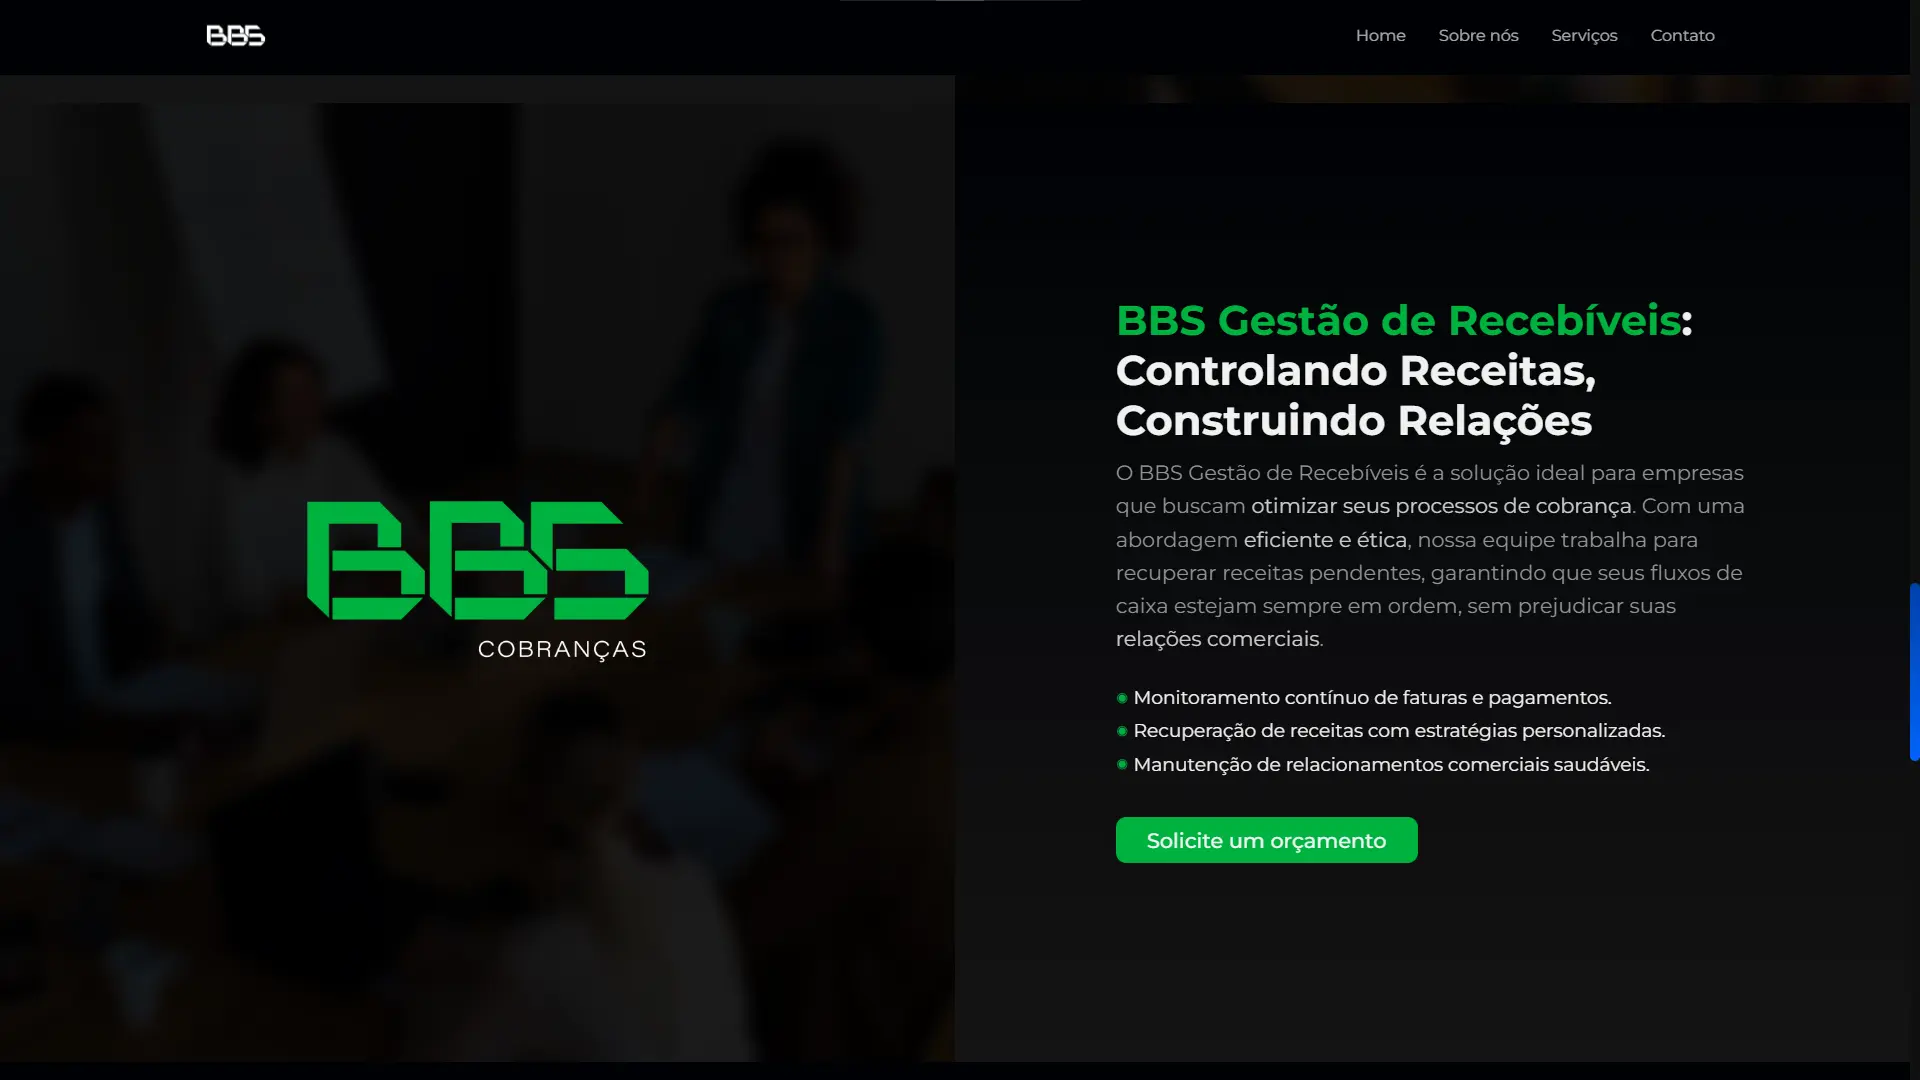 BBS
Home
Sobre nós
Serviços
Contato
BBS
COBRANÇAS
BBS Gestão de Recebíveis:
Controlando Receitas,
Construindo Relações
O BBS Gestão de Recebíveis é a solução ideal para empresas
que buscam otimizar seus processos de cobrança. Com uma
abordagem eficiente e ética, nossa equipe trabalha para
recuperar receitas pendentes, garantindo que seus fluxos de
caixa estejam sempre em ordem, sem prejudicar suas
relações comerciais.
Monitoramento contínuo de faturas e pagamentos.
Recuperação de receitas com estratégias personalizadas.
Manutenção de relacionamentos comerciais saudáveis.
Solicite um orçamento